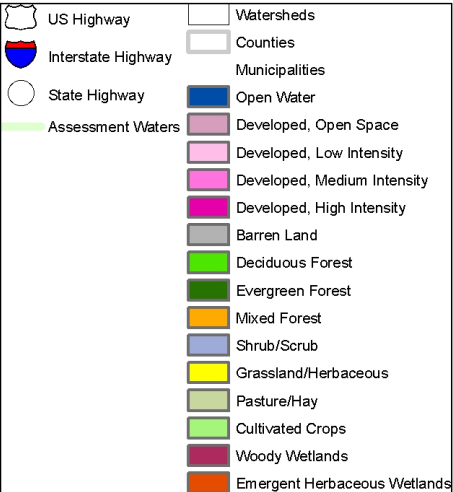 US Highway
Interstate Highway
State Highway
Assessment Waters
Watersheds
Counties
Municipalities
Open Water
Developed, Open Space
Developed, Low Intensity
Developed, Medium Intensity
Developed, High Intensity
Barren Land
Deciduous Forest
Evergreen Forest
Mixed Forest
Shrub/Scrub
Grassland/Herbaceous
Pasture/Hay
Cultivated Crops
Woody Wetlands
Emergent Herbaceous Wetlands